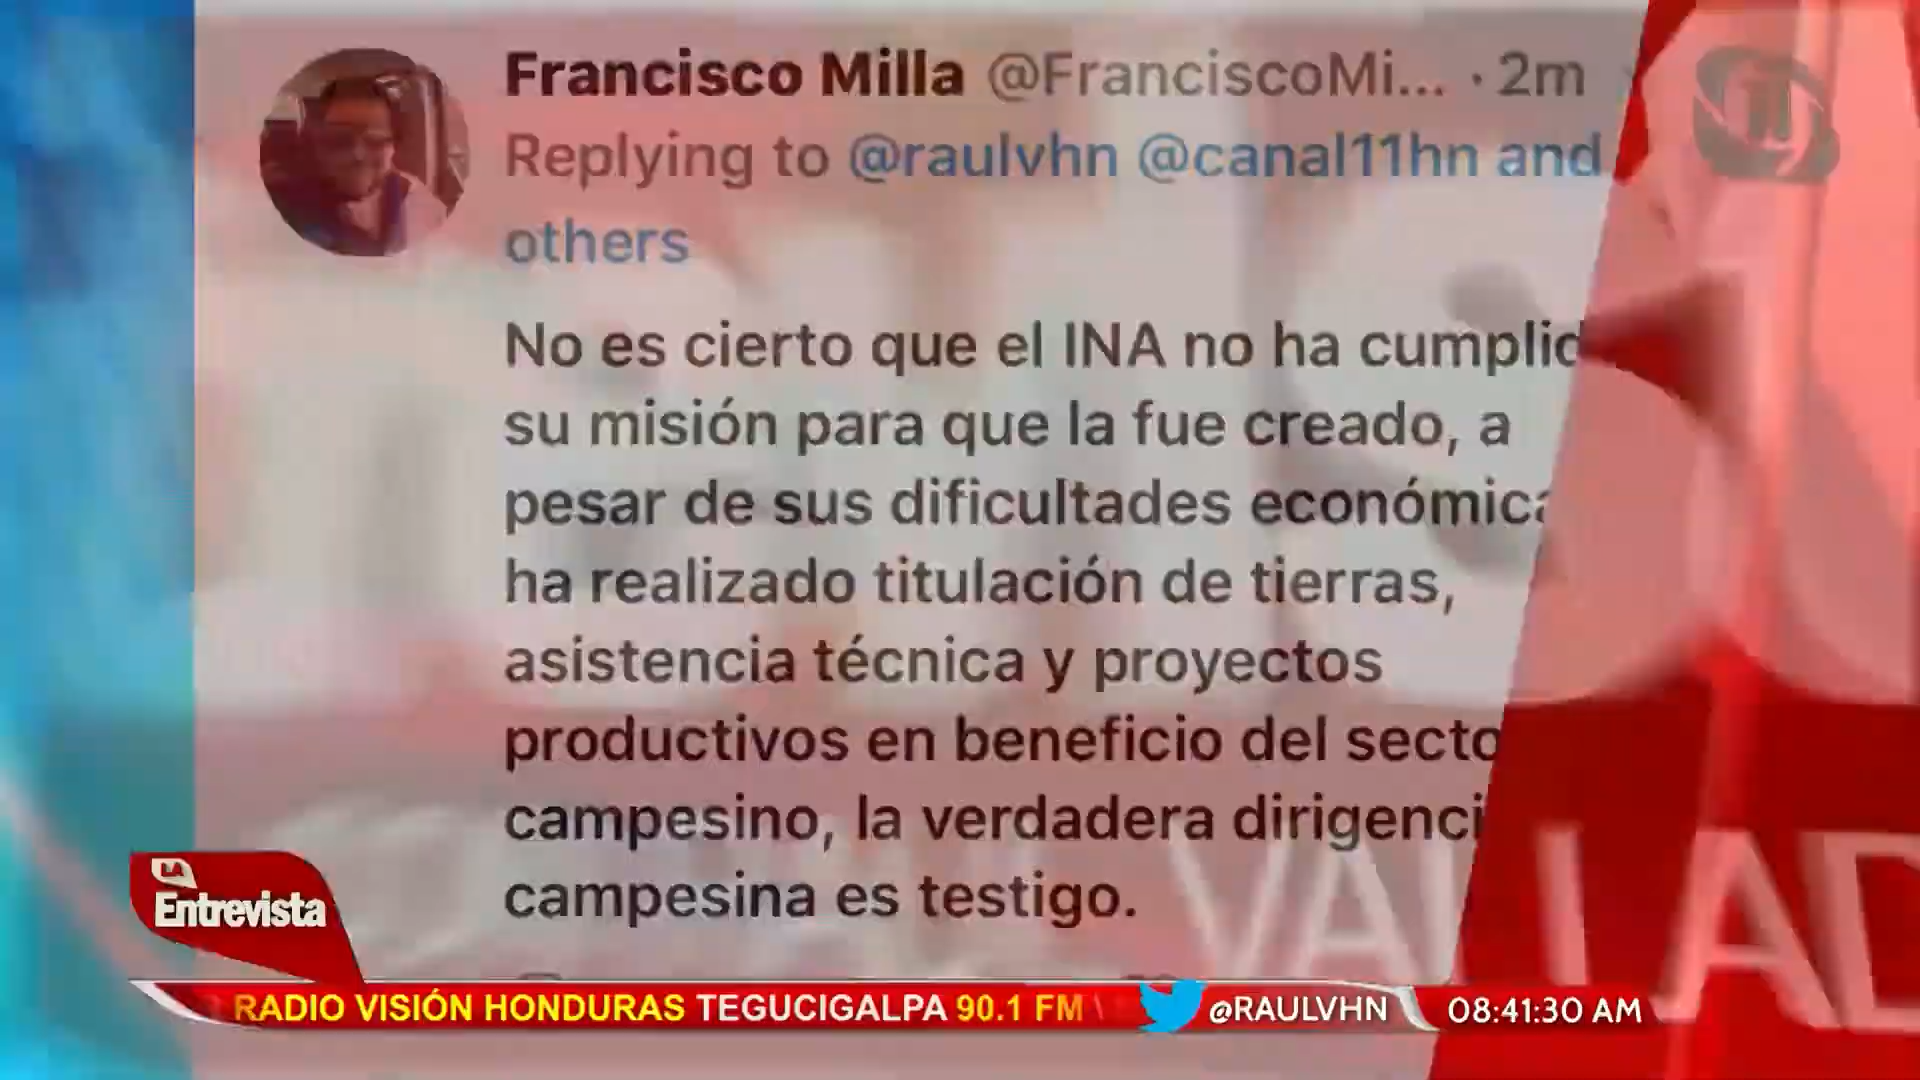 Francisco Milla @FranciscoMi... · 2m
Replying to @raulvhn @canal11hn and
others
No es cierto que el INA no ha cumplid
su misión para que la fue creado, a
pesar de sus dificultades económica
ha realizado titulación de tierras,
asistencia técnica y proyectos
productivos en beneficio del secto
campesino, la verdadera dirigenci
campesina es testigo.
VALLAD
LA
Entrevista
RADIO VISIÓN HONDURAS TEGUCIGALPA 90.1 FM \ @RAULVHN 08:41:30 AM
11